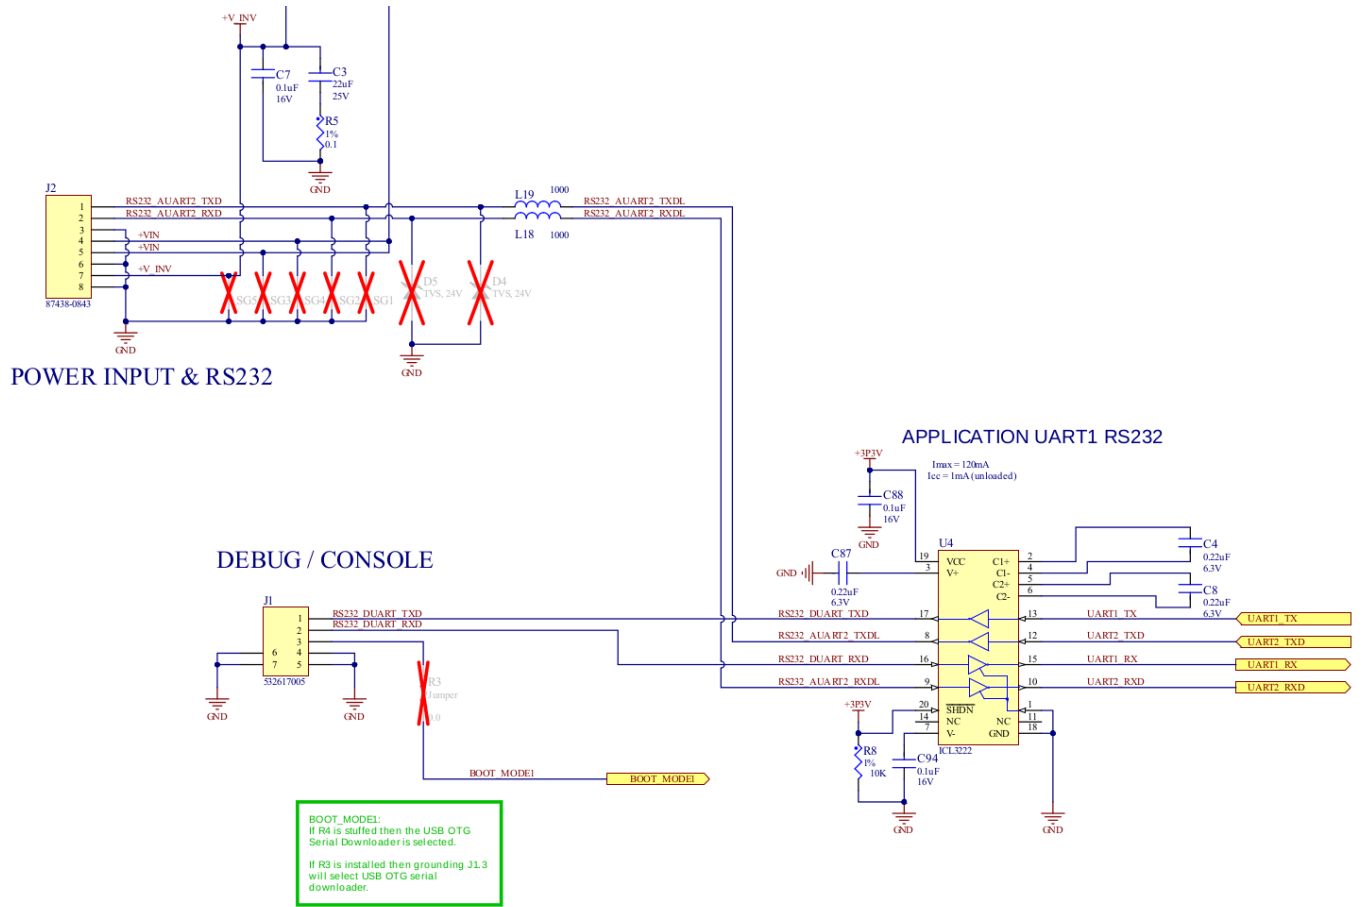 +V_INV
C7
0.1uF
16V
C3
22uF
25V
R5
1%
0.1
GND
J2
1
2
3
4
5
6
7
8
87438-0843
RS232_AUART2_TXD
RS232_AUART2_RXD
+VIN
+VIN
+V_INV
SG5
SG3
SG4
SG2
SG1
D5
TVS, 24V
D4
TVS, 24V
GND
GND
L19
1000
L18
1000
RS232_AUART2_TXDL
RS232_AUART2_RXDL
POWER INPUT & RS232
APPLICATION UART1 RS232
Imax = 120mA
Icc = 1mA (unloaded)
+3P3V
C88
0.1uF
16V
GND
C87
GND
0.22uF
6.3V
U4
19 VCC
3 V+
C1+ 2
C1- 4
C2+ 5
C2- 6
C4
0.22uF
6.3V
C8
0.22uF
6.3V
RS232_DUART_TXD 17 13 UART1_TX UART1_TX
RS232_AUART2_TXDL 8 12 UART2_TXD UART2_TXD
RS232_DUART_RXD 16 15 UART1_RX UART1_RX
RS232_AUART2_RXDL 9 10 UART2_RXD UART2_RXD
20 SHDN 1
14 NC NC 11
7 V- GND 18
ICL3222
+3P3V
R8
1%
10K
C94
0.1uF
16V
GND
GND
DEBUG / CONSOLE
J1
1
2
3
6 4
7 5
532617005
RS232_DUART_TXD
RS232_DUART_RXD
GND
GND
R3
Jumper
0.0
BOOT_MODE1
BOOT_MODE1
BOOT_MODE1:
If R4 is stuffed then the USB OTG
Serial Downloader is selected.
If R3 is installed then grounding J1.3
will select USB OTG serial
downloader.